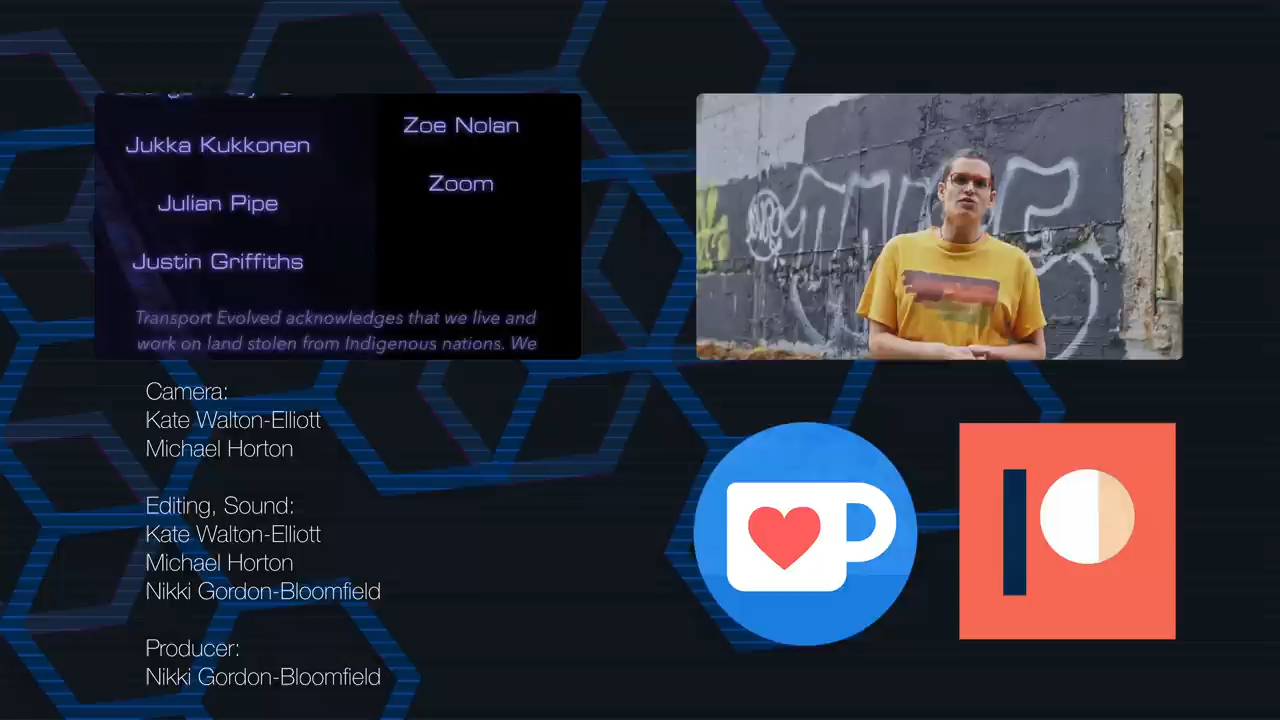 Jukka Kukkonen
Julian Pipe
Justin Griffiths
Zoe Nolan
Zoom
Transport Evolved acknowledges that we live and
work on land stolen from Indigenous nations. We
Camera:
Kate Walton-Elliott
Michael Horton
Editing, Sound:
Kate Walton-Elliott
Michael Horton
Nikki Gordon-Bloomfield
Producer:
Nikki Gordon-Bloomfield